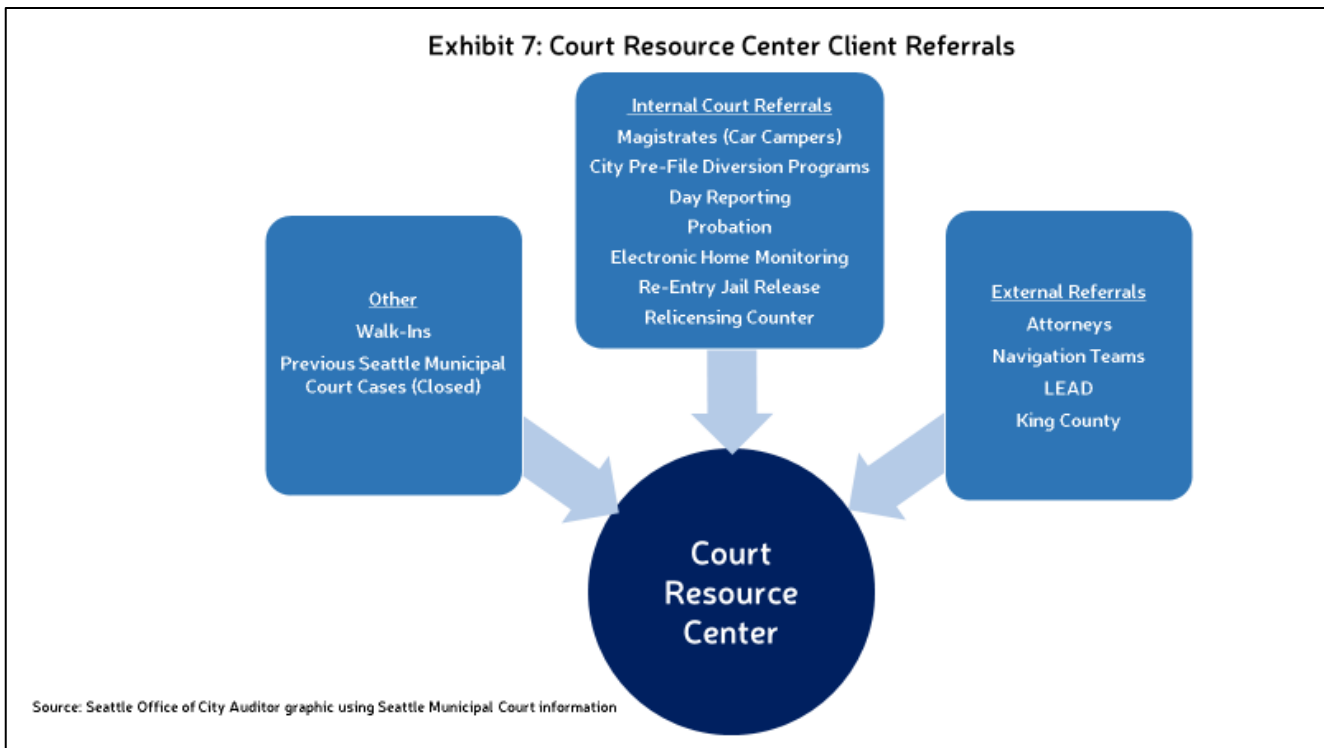 Exhibit 7: Court Resource Center Client Referrals
Internal Court Referrals
Magistrates (Car Campers)
City Pre-File Diversion Programs
Day Reporting
Probation
Electronic Home Monitoring
Re-Entry Jail Release
Relicensing Counter
Other
Walk-Ins
Previous Seattle Municipal
Court Cases (Closed)
External Referrals
Attorneys
Navigation Teams
LEAD
King County
Court
Resource
Center
Source: Seattle Office of City Auditor graphic using Seattle Municipal Court information